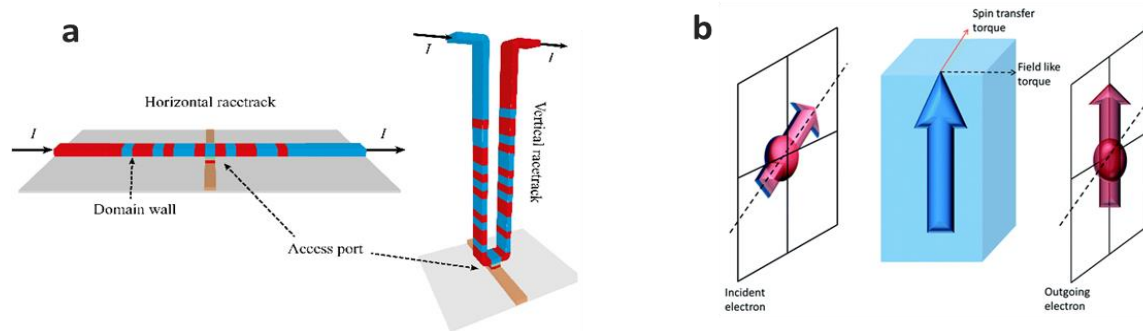 a
Horizontal racetrack
I
I
Domain wall
Access port
I
I
Vertical racetrack
b
Spin transfer
torque
Field like
torque
Incident
electron
Outgoing
electron